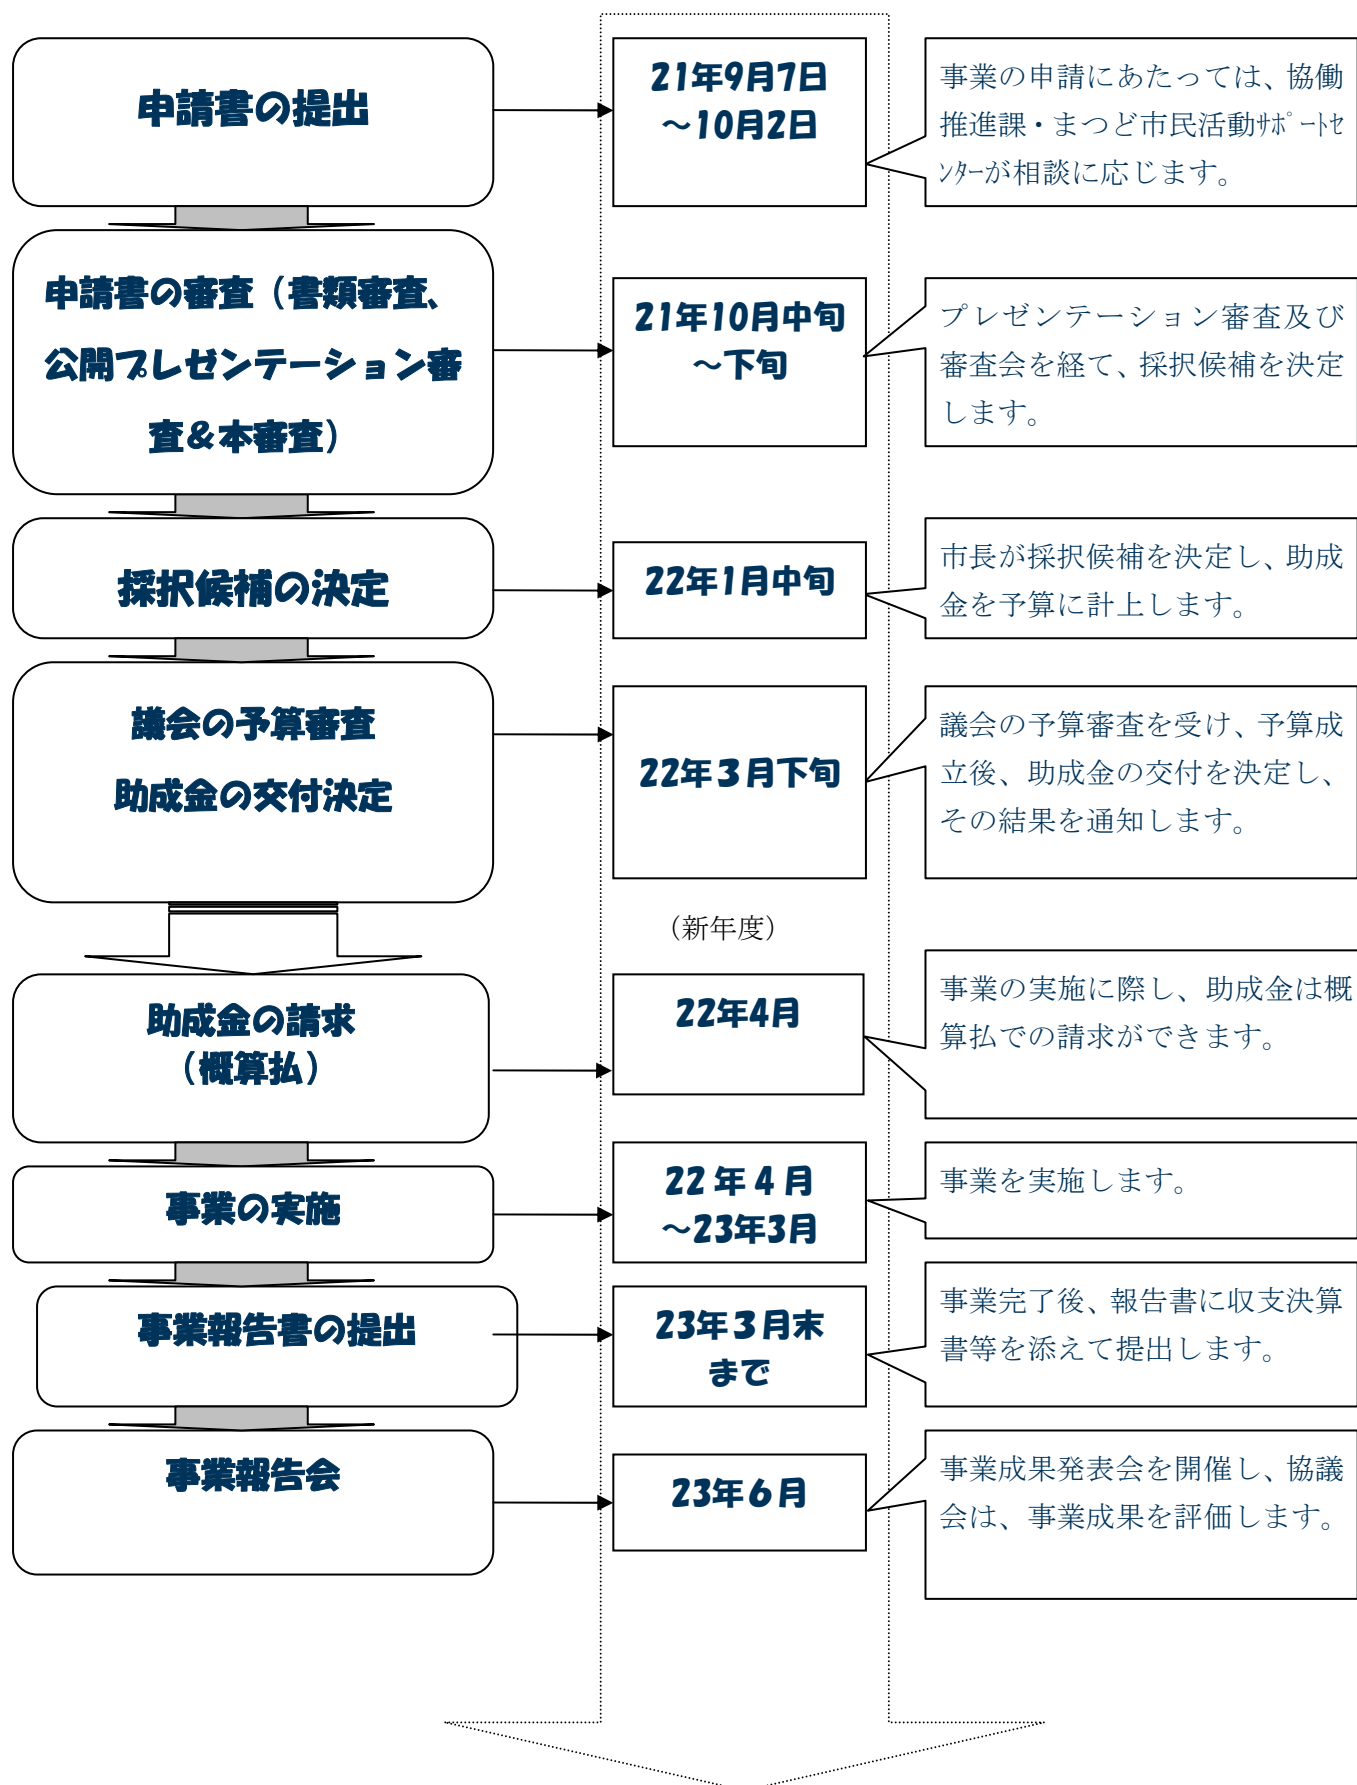 申請書の提出
21年9月7日
～10月2日
事業の申請にあたっては、協働
推進課・まつど市民活動ｻﾎﾟｰﾄｾ
ﾝﾀｰが相談に応じます。
申請書の審査（書類審査、
公開プレゼンテーション審
査＆本審査）
21年10月中旬
～下旬
プレゼンテーション審査及び
審査会を経て、採択候補を決定
します。
採択候補の決定
22年1月中旬
市長が採択候補を決定し、助成
金を予算に計上します。
議会の予算審査
助成金の交付決定
22年３月下旬
議会の予算審査を受け、予算成
立後、助成金の交付を決定し、
その結果を通知します。
（新年度）
助成金の請求
（概算払）
22年4月
事業の実施に際し、助成金は概
算払での請求ができます。
事業の実施
22 年 4 月
～23年3月
事業を実施します。
事業報告書の提出
23年３月末
まで
事業完了後、報告書に収支決算
書等を添えて提出します。
事業報告会
23年６月
事業成果発表会を開催し、協議
会は、事業成果を評価します。